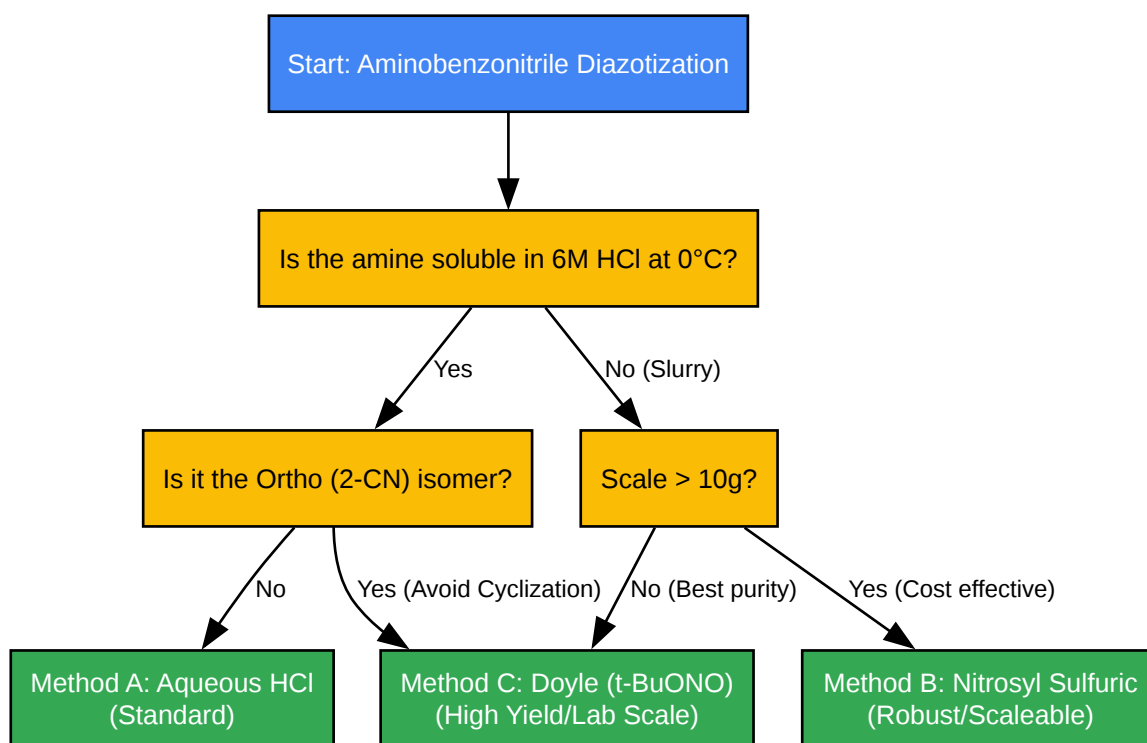 Start: Aminobenzonitrile Diazotization
Is the amine soluble in 6M HCl at 0°C?
Yes
No (Slurry)
Is it the Ortho (2-CN) isomer?
Scale > 10g?
No
Yes (Avoid Cyclization)
No (Best purity)
Yes (Cost effective)
Method A: Aqueous HCl
(Standard)
Method C: Doyle (t-BuONO)
(High Yield/Lab Scale)
Method B: Nitrosyl Sulfuric
(Robust/Scaleable)